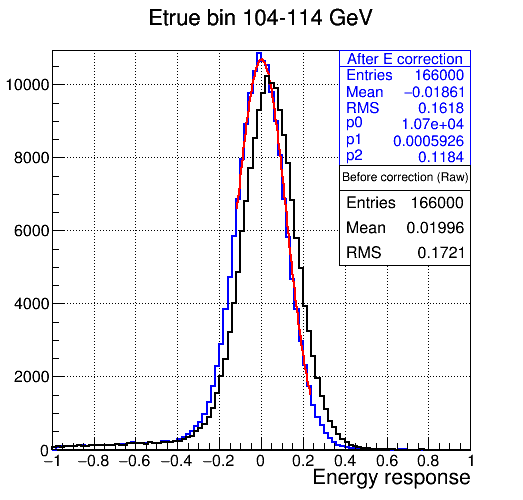 Etrue bin 104-114 GeV
After E correction
Entries 166000
Mean −0.01861
RMS 0.1618
p0 1.07e+04
p1 0.0005926
p2 0.1184
Before correction (Raw)
Entries 166000
Mean 0.01996
RMS 0.1721
10000
8000
6000
4000
2000
0
−1 −0.8 −0.6 −0.4 −0.2 0 0.2 0.4 0.6 0.8 1
Energy response